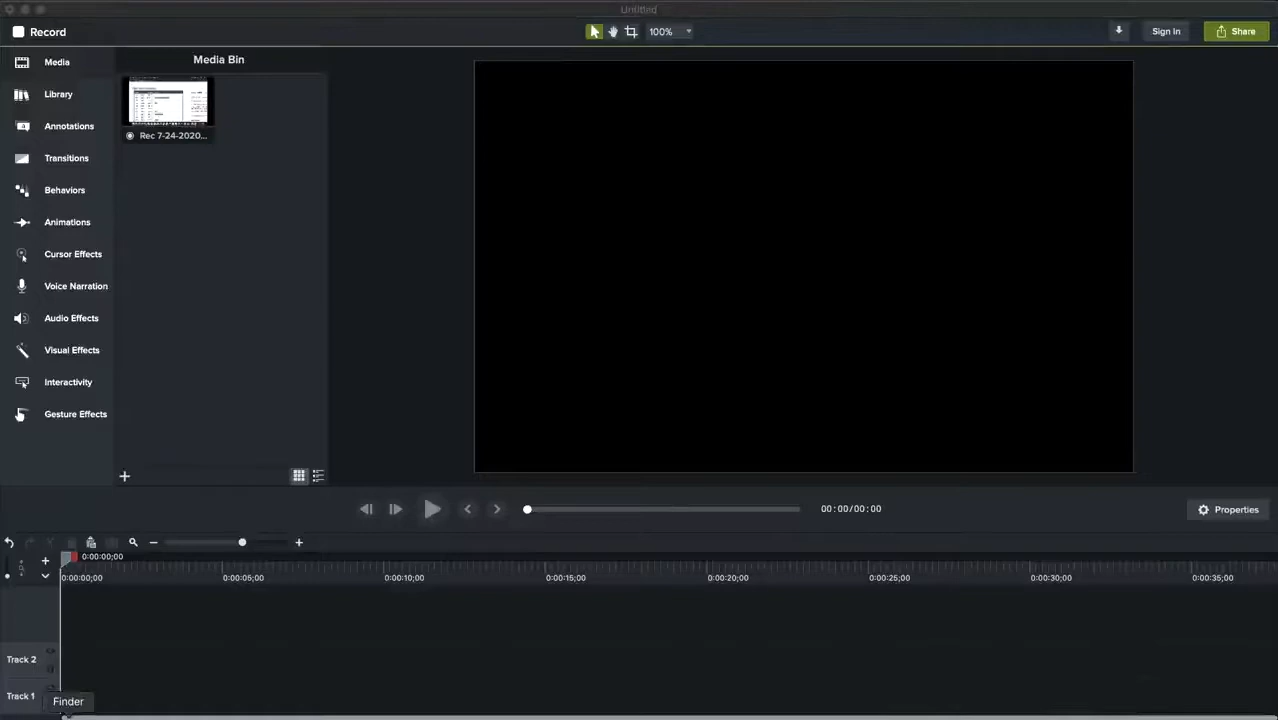 Untitled
Record
100%
Sign In
Share
Media
Media Bin
Library
Rec 7-24-2020...
Annotations
Transitions
Behaviors
Animations
Cursor Effects
Voice Narration
Audio Effects
Visual Effects
Interactivity
Gesture Effects
00:00/00:00
Properties
0:00:00;00
0:00:00;00 0:00:05;00 0:00:10;00 0:00:15;00 0:00:20;00 0:00:25;00 0:00:30;00 0:00:35;00
Track 2
Track 1
Finder